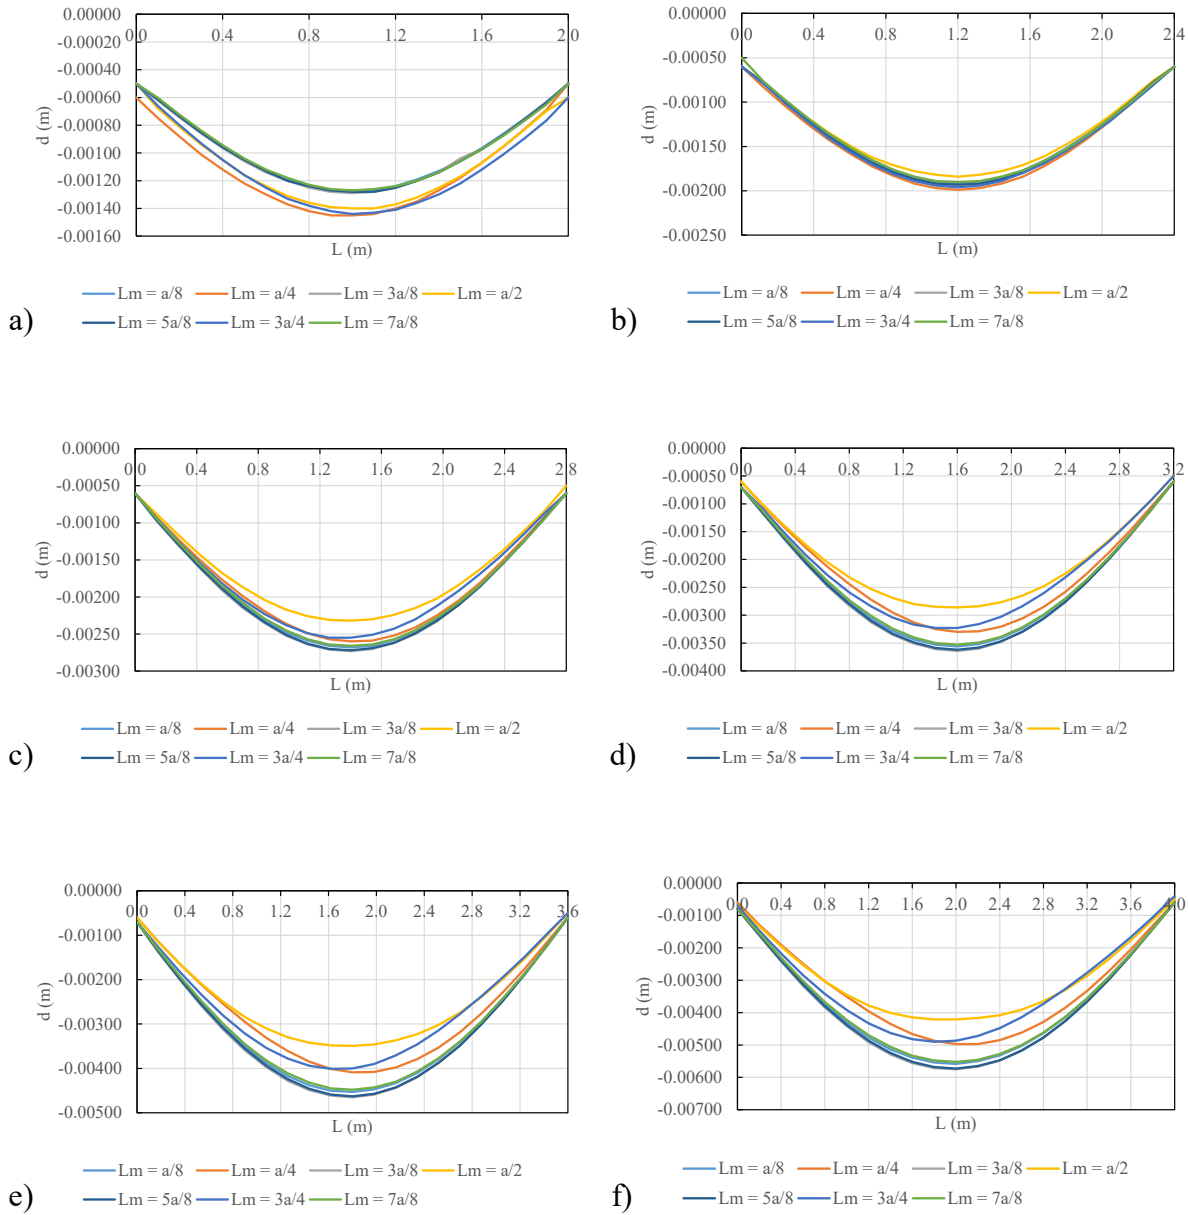 0.00000
-0.00020
-0.00040
-0.00060
-0.00080
-0.00100
-0.00120
-0.00140
-0.00160
0.0 0.4 0.8 1.2 1.6 2.0
d (m)
L (m)
Lm = a/8 Lm = a/4 Lm = 3a/8 Lm = a/2
Lm = 5a/8 Lm = 3a/4 Lm = 7a/8
a)
0.00000
-0.00050
-0.00100
-0.00150
-0.00200
-0.00250
0.0 0.4 0.8 1.2 1.6 2.0 2.4
d (m)
L (m)
Lm = a/8 Lm = a/4 Lm = 3a/8 Lm = a/2
Lm = 5a/8 Lm = 3a/4 Lm = 7a/8
b)
0.00000
-0.00050
-0.00100
-0.00150
-0.00200
-0.00250
-0.00300
0.0 0.4 0.8 1.2 1.6 2.0 2.4 2.8
d (m)
L (m)
Lm = a/8 Lm = a/4 Lm = 3a/8 Lm = a/2
Lm = 5a/8 Lm = 3a/4 Lm = 7a/8
c)
0.00000
-0.00050
-0.00100
-0.00150
-0.00200
-0.00250
-0.00300
-0.00350
-0.00400
0.0 0.4 0.8 1.2 1.6 2.0 2.4 2.8 3.2
d (m)
L (m)
Lm = a/8 Lm = a/4 Lm = 3a/8 Lm = a/2
Lm = 5a/8 Lm = 3a/4 Lm = 7a/8
d)
0.00000
-0.00100
-0.00200
-0.00300
-0.00400
-0.00500
0.0 0.4 0.8 1.2 1.6 2.0 2.4 2.8 3.2 3.6
d (m)
L (m)
Lm = a/8 Lm = a/4 Lm = 3a/8 Lm = a/2
Lm = 5a/8 Lm = 3a/4 Lm = 7a/8
e)
0.00000
-0.00100
-0.00200
-0.00300
-0.00400
-0.00500
-0.00600
-0.00700
0.0 0.4 0.8 1.2 1.6 2.0 2.4 2.8 3.2 3.6 4.0
d (m)
L (m)
Lm = a/8 Lm = a/4 Lm = 3a/8 Lm = a/2
Lm = 5a/8 Lm = 3a/4 Lm = 7a/8
f)